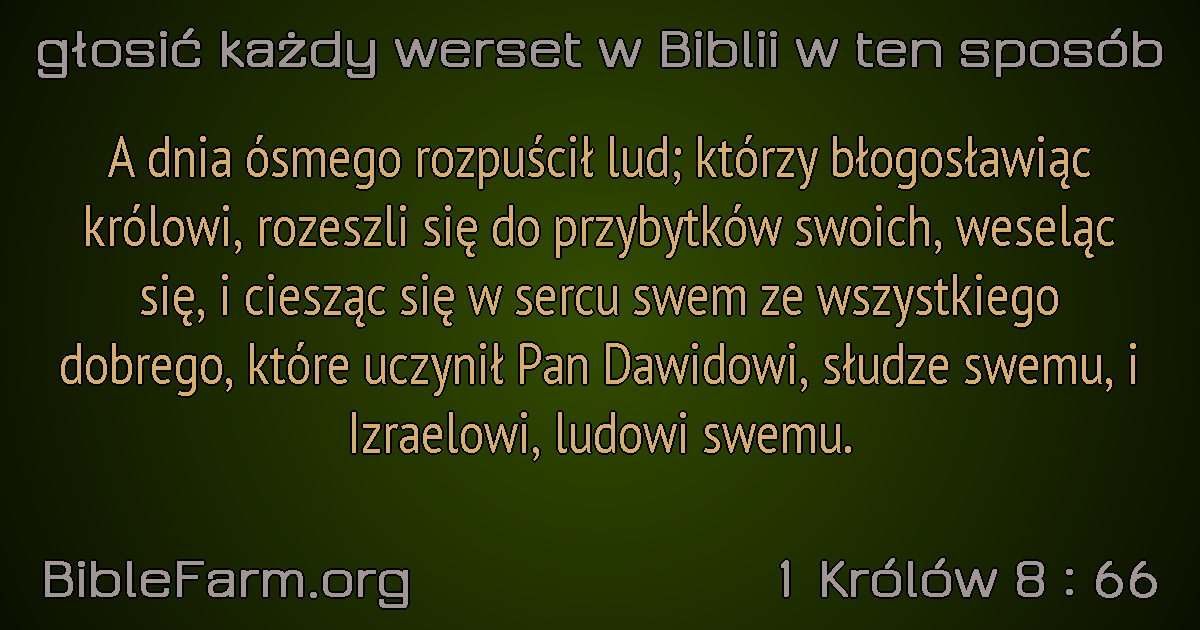 głosić każdy werset w Biblii w ten sposób
A dnia ósmego rozpuścił lud; którzy błogosławiąc
królowi, rozeszli się do przybytków swoich, weseląc
się, i ciesząc się w sercu swem ze wszystkiego
dobrego, które uczynił Pan Dawidowi, słudze swemu, i
Izraelowi, ludowi swemu.
BibleFarm.org
1 Królów 8 : 66